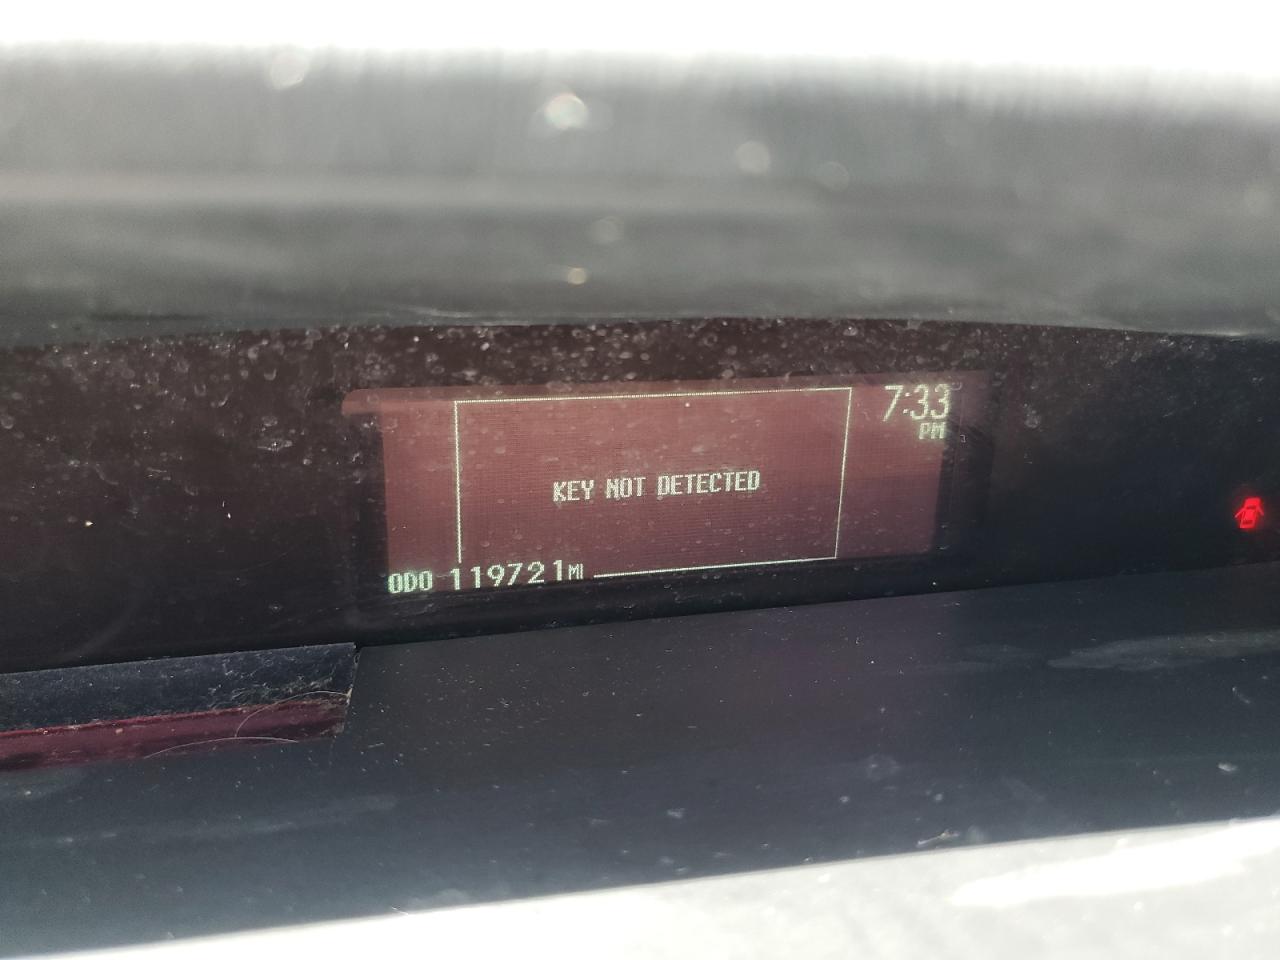 7:33
PM
KEY NOT DETECTED
ODO 119721MI